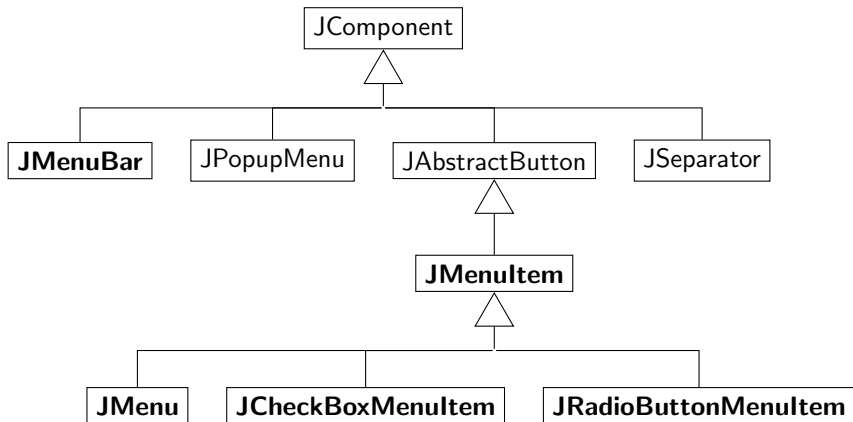 JComponent
JMenuBar JPopupMenu JAbstractButton JSeparator
JMenuItem
JMenu JCheckBoxMenuItem JRadioButtonMenuItem